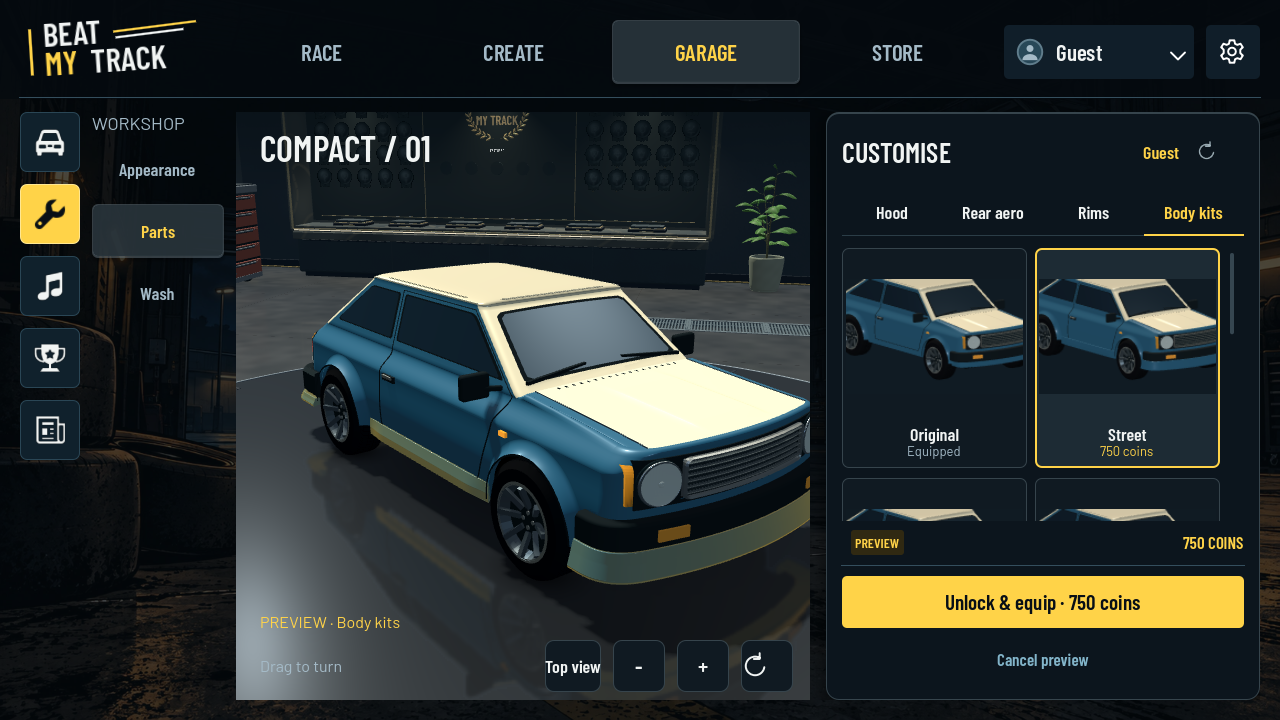 BEAT
MY TRACK
RACE
CREATE
GARAGE
STORE
Guest
WORKSHOP
Appearance
Parts
Wash
MY TRACK
COMPACT / 01
PREVIEW · Body kits
Drag to turn
Top view
-
+
CUSTOMISE
Guest
Hood
Rear aero
Rims
Body kits
Original
Equipped
Street
750 coins
PREVIEW
750 COINS
Unlock & equip · 750 coins
Cancel preview